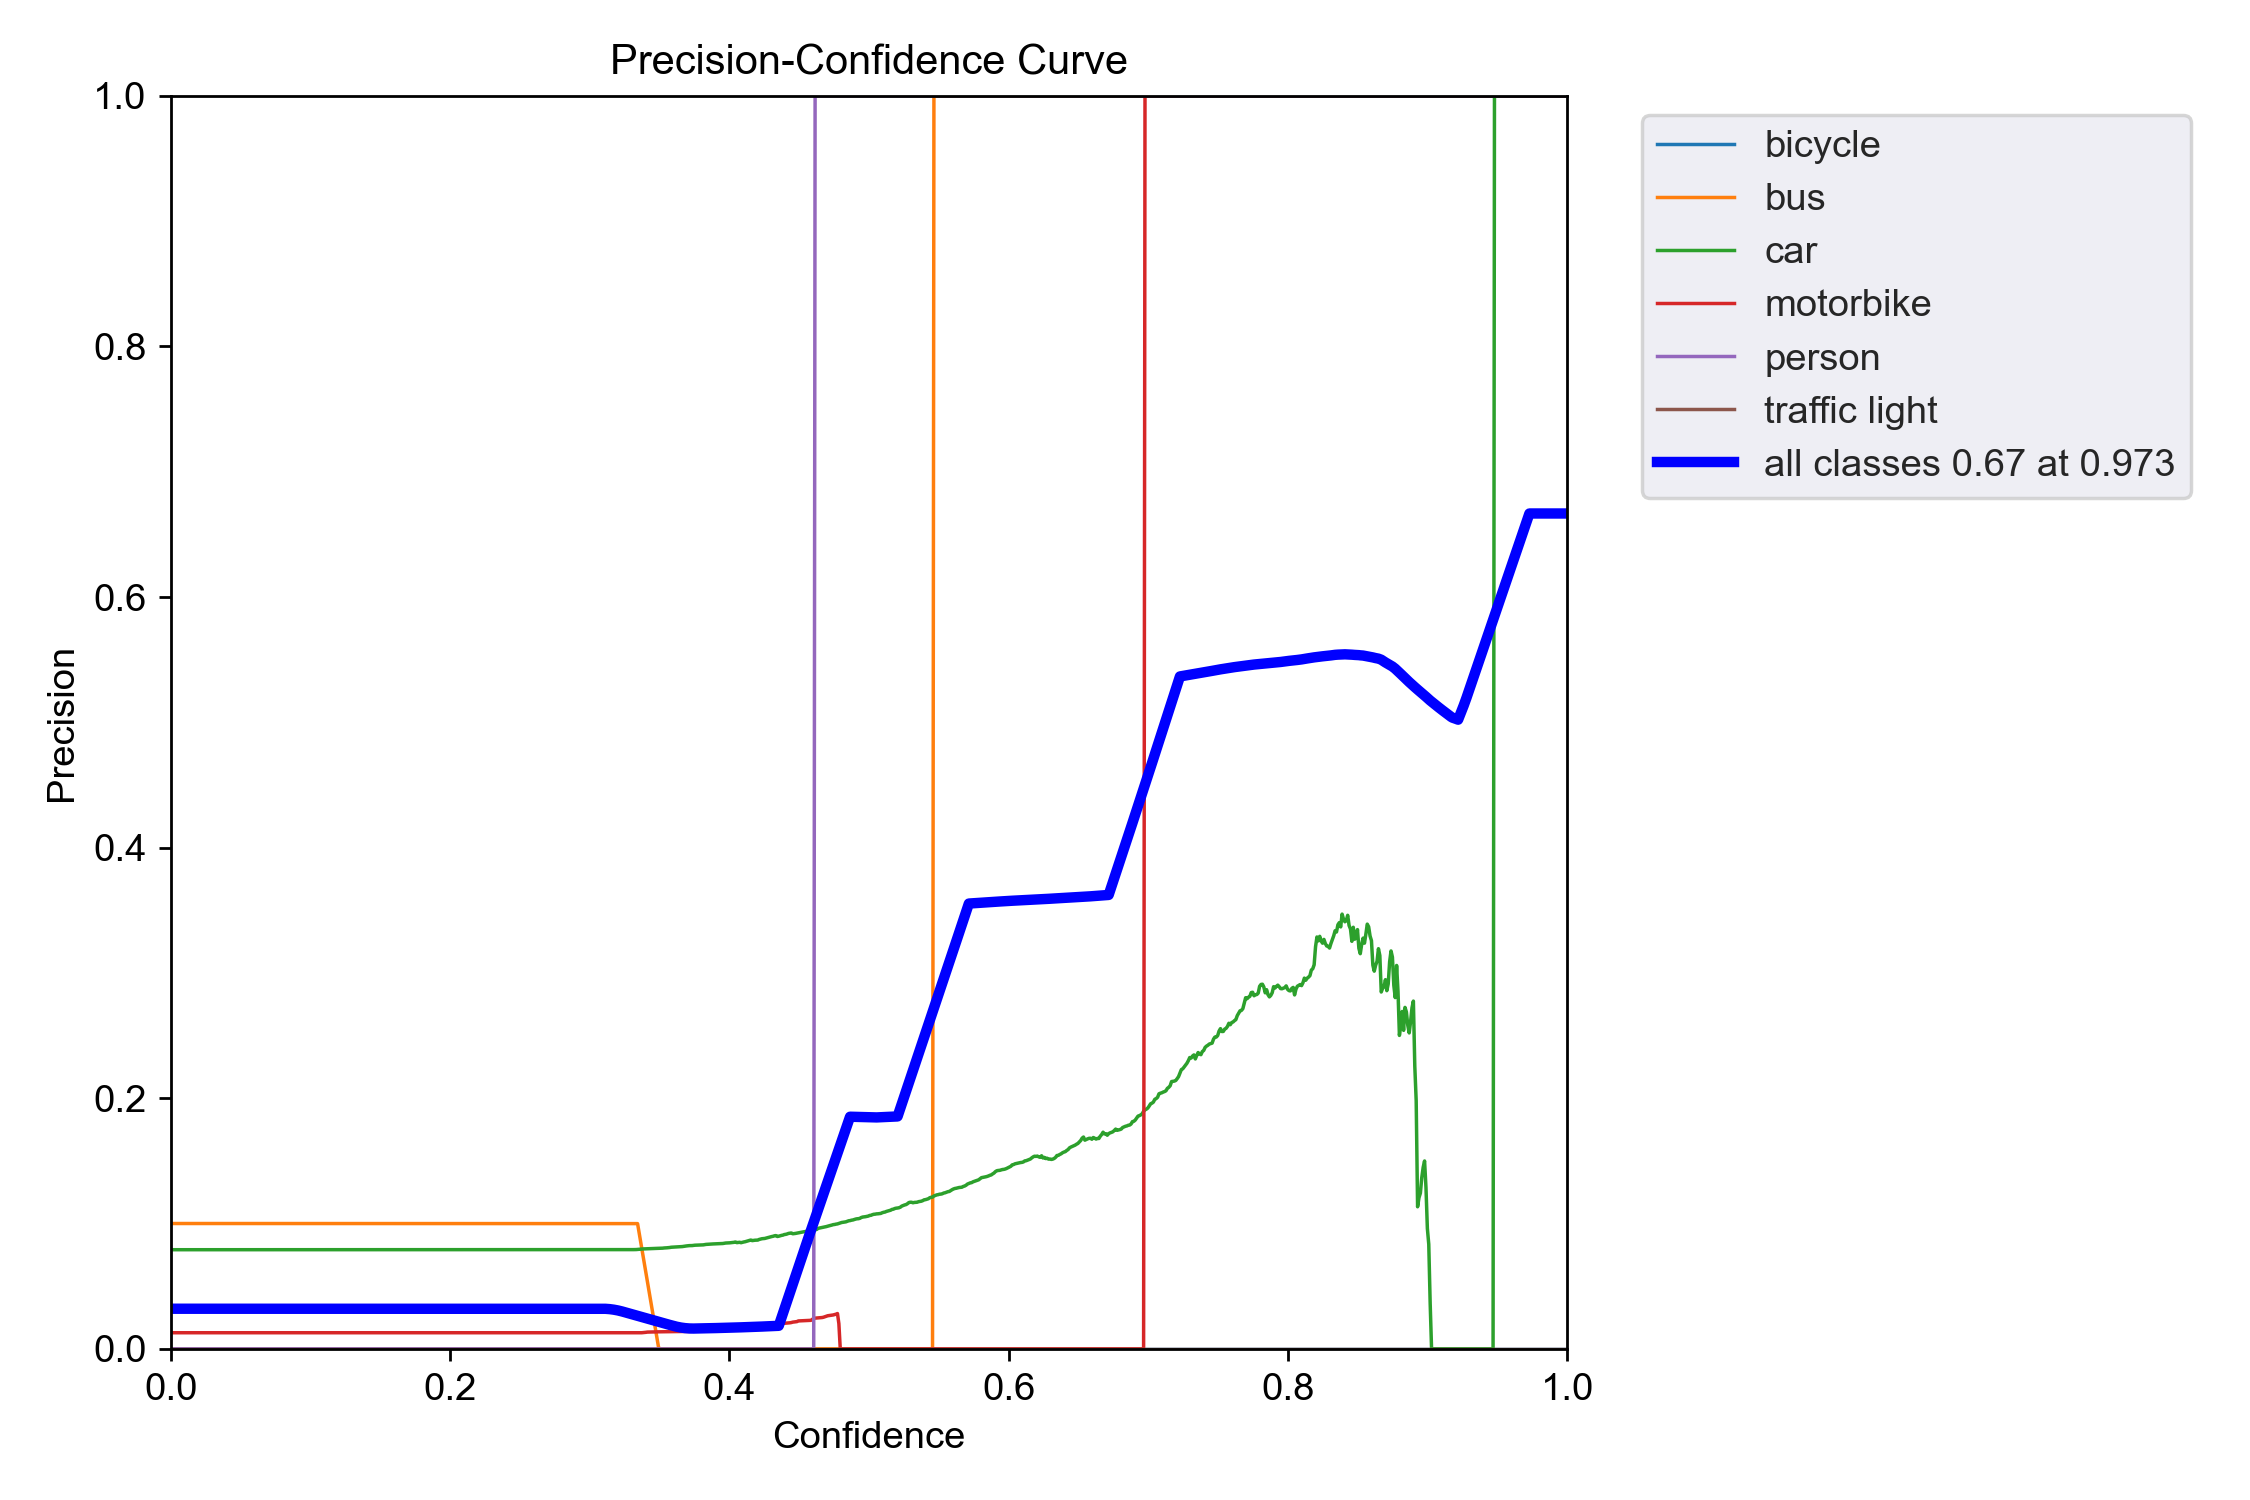 Precision-Confidence Curve
1.0
0.8
0.6
0.4
0.2
0.0
Precision
0.0 0.2 0.4 0.6 0.8 1.0
Confidence
bicycle
bus
car
motorbike
person
traffic light
all classes 0.67 at 0.973